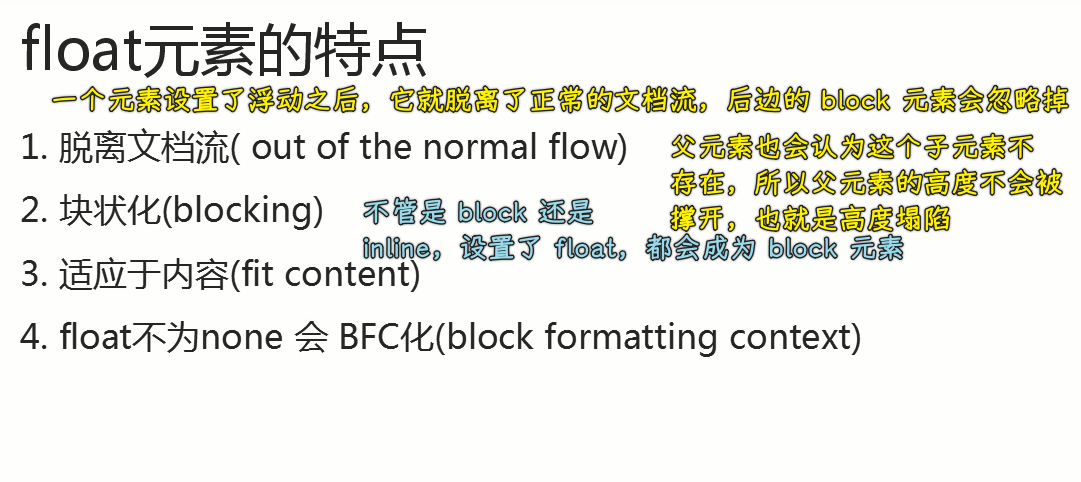 float元素的特点
一个元素设置了浮动之后，它就脱离了正常的文档流，后边的 block 元素会忽略掉
1. 脱离文档流( out of the normal flow)
父元素也会认为这个子元素不
存在，所以父元素的高度不会被
撑开，也就是高度塌陷
2. 块状化(blocking)
不管是 block 还是
inline，设置了 float，都会成为 block 元素
3. 适应于内容(fit content)
4. float不为none 会 BFC化(block formatting context)